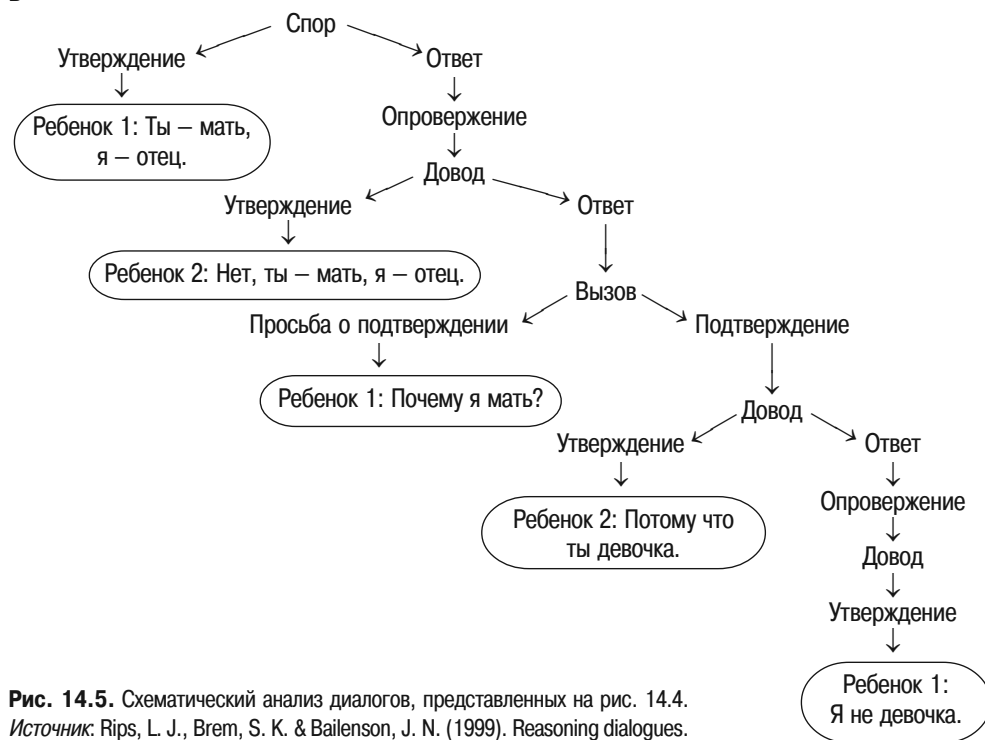 Спор
Утверждение
Ответ
Ребенок 1: Ты – мать,
я – отец.
Опровержение
Довод
Утверждение
Ответ
Ребенок 2: Нет, ты – мать, я – отец.
Вызов
Просьба о подтверждении
Подтверждение
Ребенок 1: Почему я мать?
Довод
Утверждение
Ответ
Ребенок 2: Потому что
ты девочка.
Опровержение
Довод
Утверждение
Ребенок 1:
Я не девочка.
Рис. 14.5. Схематический анализ диалогов, представленных на рис. 14.4.
Источник: Rips, L. J., Brem, S. K. & Bailenson, J. N. (1999). Reasoning dialogues.